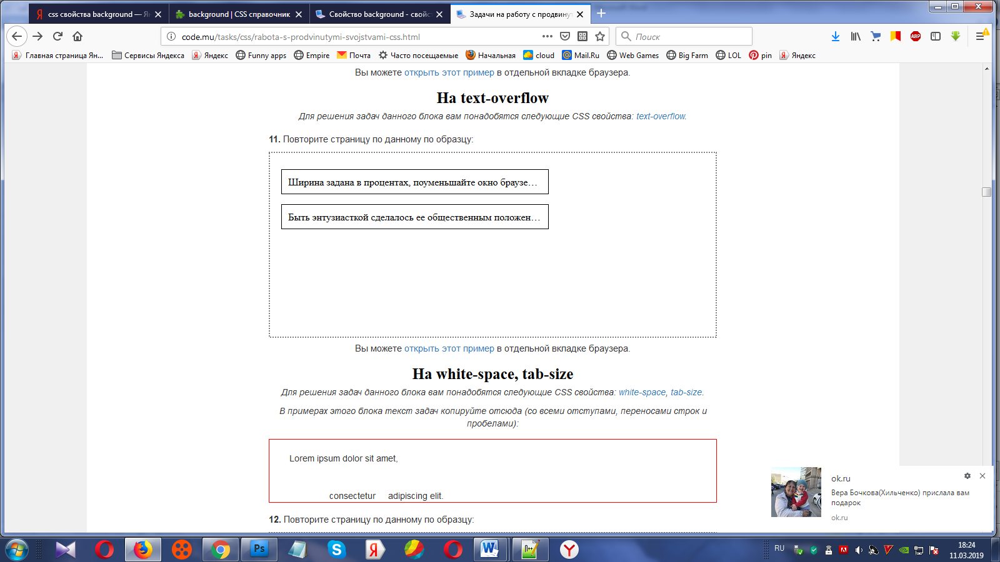 css свойства background — Ян
background | CSS справочник
Свойство background - свойст
Задачи на работу с продвинут
code.mu/tasks/css/rabota-s-prodvinutymi-svojstvami-css.html
Поиск
ABP
Главная страница Ян...
Сервисы Яндекса
Яндекс
Funny apps
Empire
Почта
Часто посещаемые
Начальная
cloud
Mail.Ru
Web Games
Big Farm
LOL
pin
Яндекс
Вы можете открыть этот пример в отдельной вкладке браузера.
На text-overflow
Для решения задач данного блока вам понадобятся следующие CSS свойства: text-overflow.
11. Повторите страницу по данному по образцу:
Ширина задана в процентах, поуменьшайте окно браузе…
Быть энтузиасткой сделалось ее общественным положен…
Вы можете открыть этот пример в отдельной вкладке браузера.
На white-space, tab-size
Для решения задач данного блока вам понадобятся следующие CSS свойства: white-space, tab-size.
В примерах этого блока текст задач копируйте отсюда (со всеми отступами, переносами строк и
пробелами):
Lorem ipsum dolor sit amet,
consectetur adipiscing elit.
12. Повторите страницу по данному по образцу:
ok.ru
Вера Бочкова(Хильченко) прислала вам
подарок
ok.ru
Ps
RU
18:24
11.03.2019